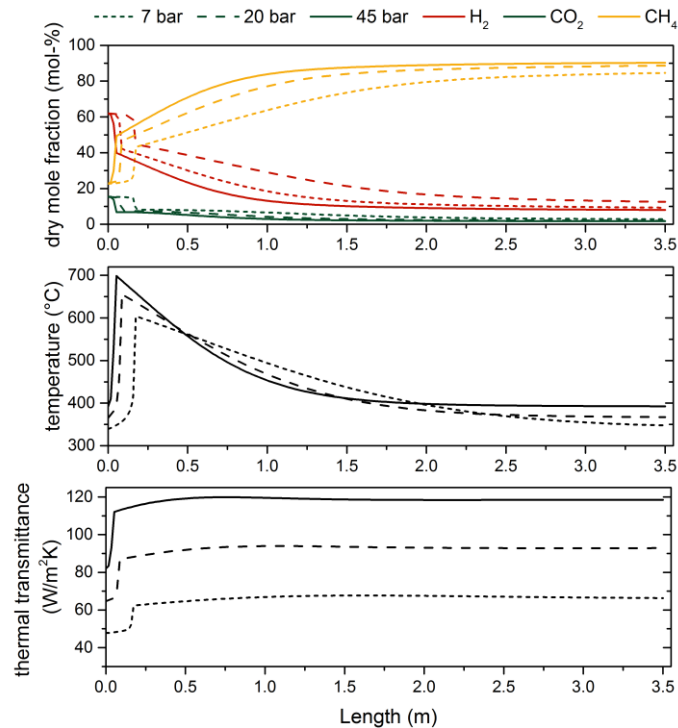 7 bar 20 bar 45 bar H₂ CO₂ CH₄
dry mole fraction (mol-%)
100
80
60
40
20
0
0.0 0.5 1.0 1.5 2.0 2.5 3.0 3.5
temperature (°C)
700
600
500
400
300
0.0 0.5 1.0 1.5 2.0 2.5 3.0 3.5
thermal transmittance
(W/m²K)
120
100
80
60
40
0.0 0.5 1.0 1.5 2.0 2.5 3.0 3.5
Length (m)